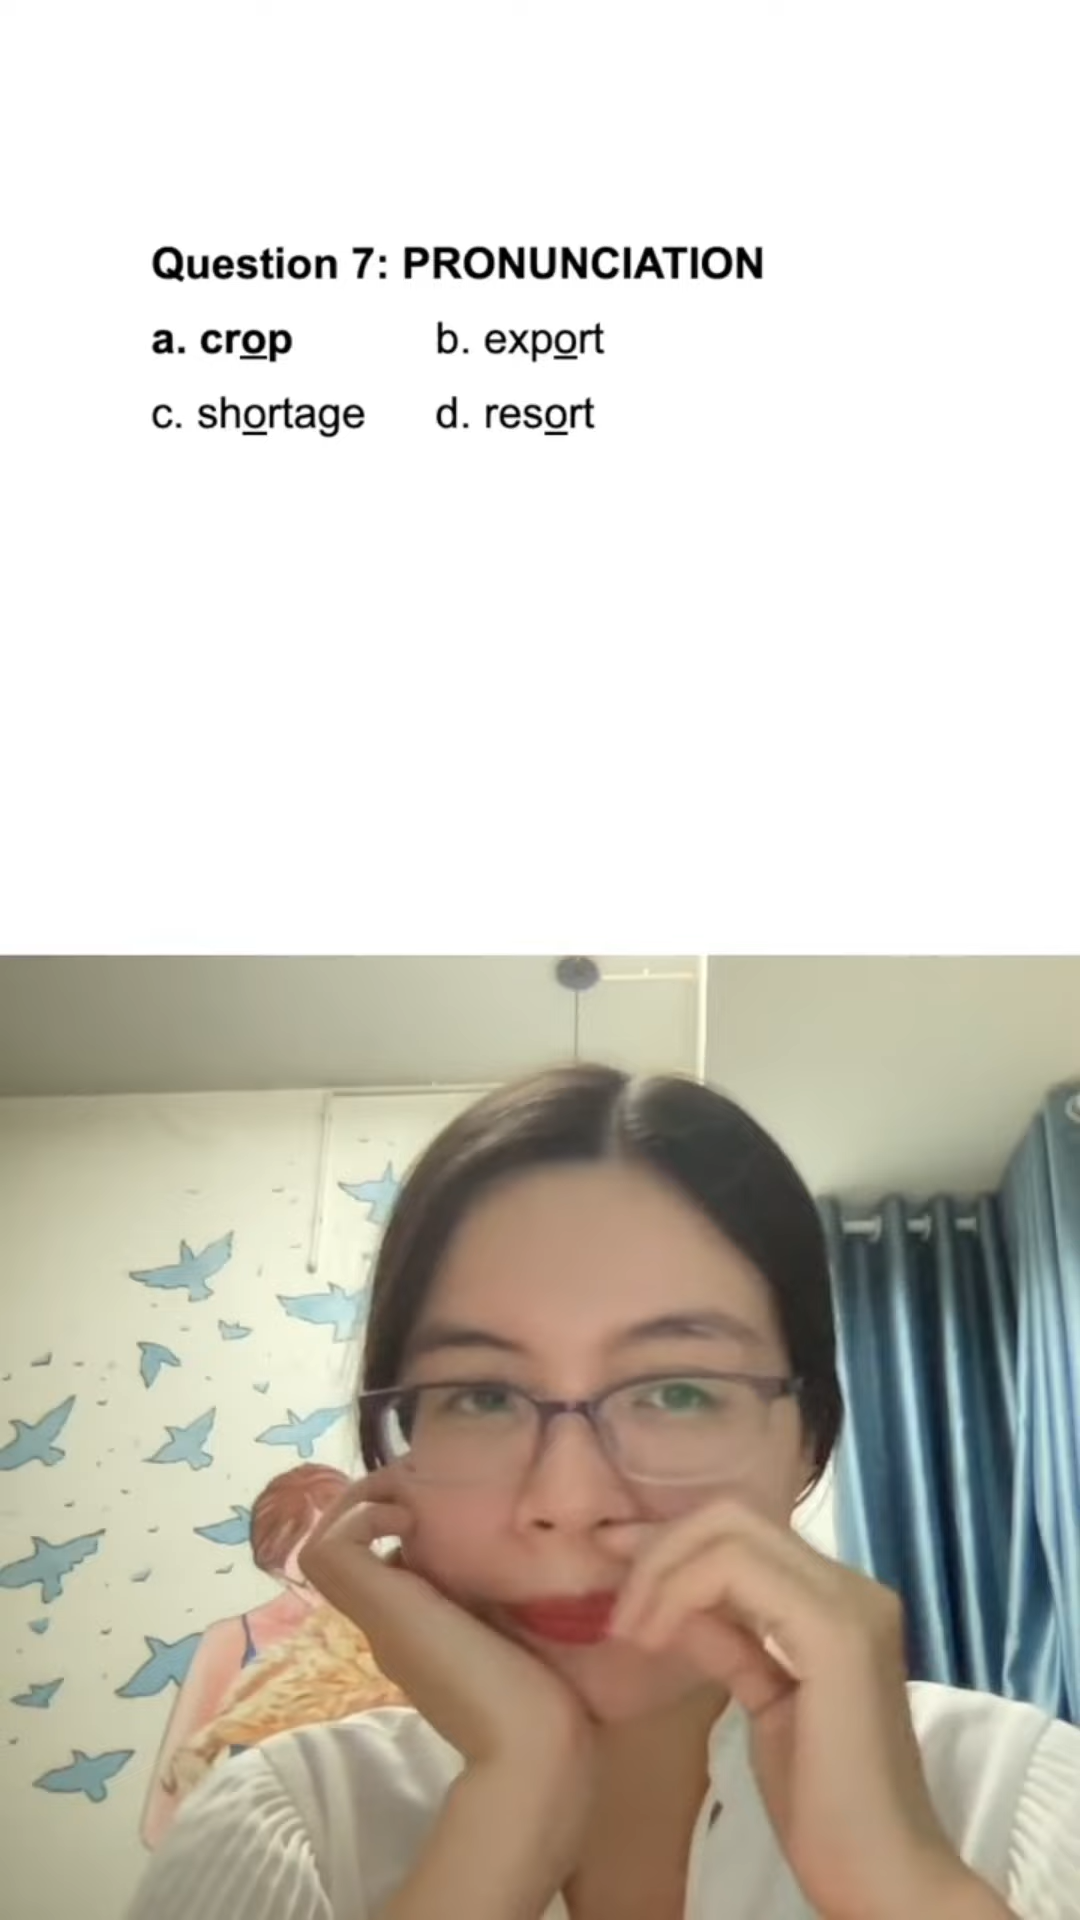 Question 7: PRONUNCIATION
a. crop b. export
c. shortage d. resort